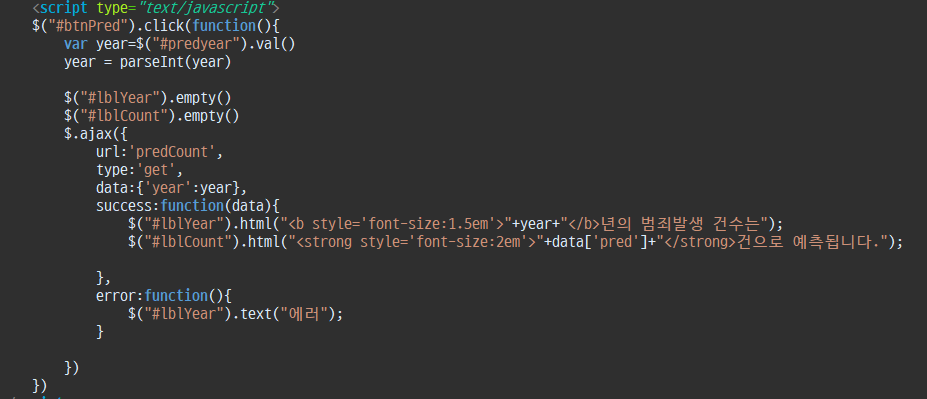 <script type="text/javascript">
$("#btnPred").click(function(){
var year=$("#predyear").val()
year = parseInt(year)
$("#lblYear").empty()
$("#lblCount").empty()
$.ajax({
url:'predCount',
type:'get',
data:{'year':year},
success:function(data){
$("#lblYear").html("<b style='font-size:1.5em'>"+year+"</b>년의 범죄발생 건수는");
$("#lblCount").html("<strong style='font-size:2em'>"+data['pred']+"</strong>건으로 예측됩니다.");
},
error:function(){
$("#lblYear").text("에러");
}
})
})